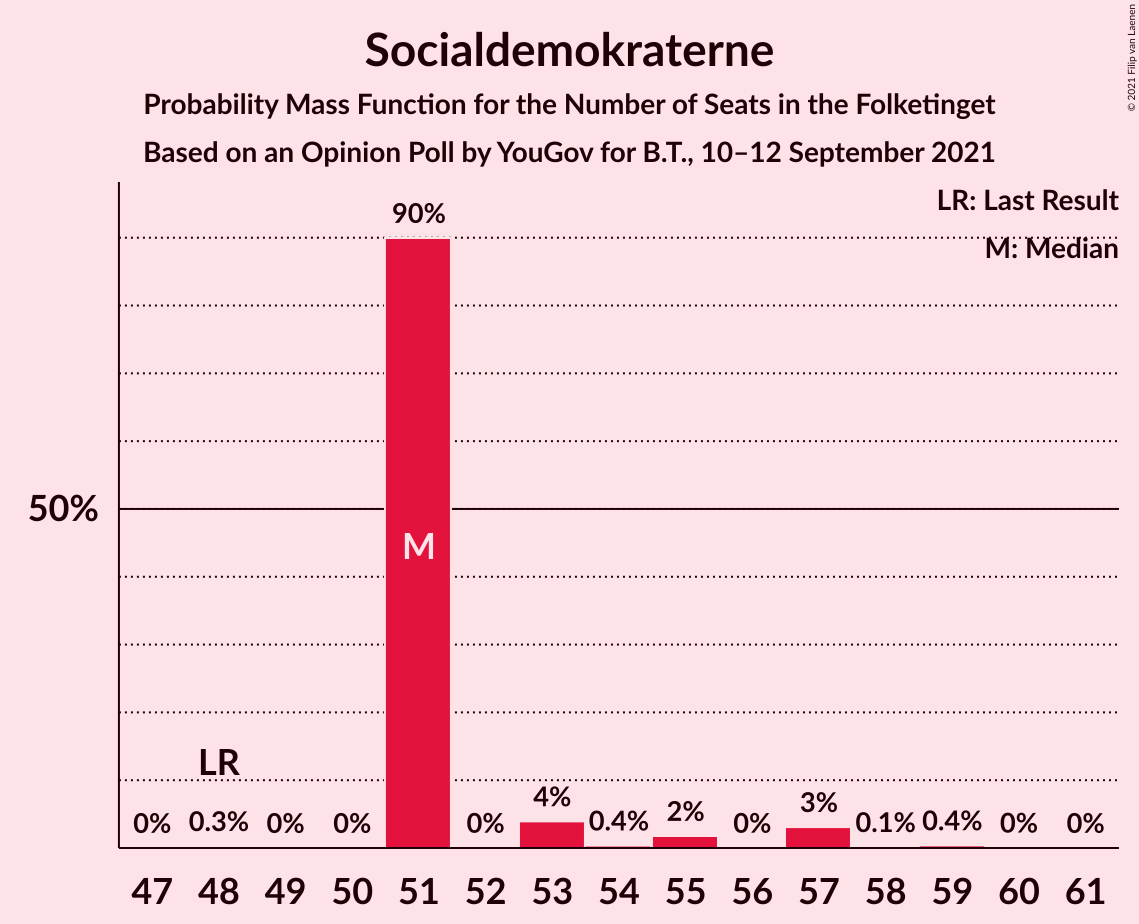 Socialdemokraterne
Probability Mass Function for the Number of Seats in the Folketinget
Based on an Opinion Poll by YouGov for B.T., 10–12 September 2021
© 2021 Filip van Laenen
LR: Last Result
M: Median
90%
50%
M
LR
0% 0.3% 0% 0% 0% 4% 0.4% 2% 0% 3% 0.1% 0.4% 0% 0%
47 48 49 50 51 52 53 54 55 56 57 58 59 60 61